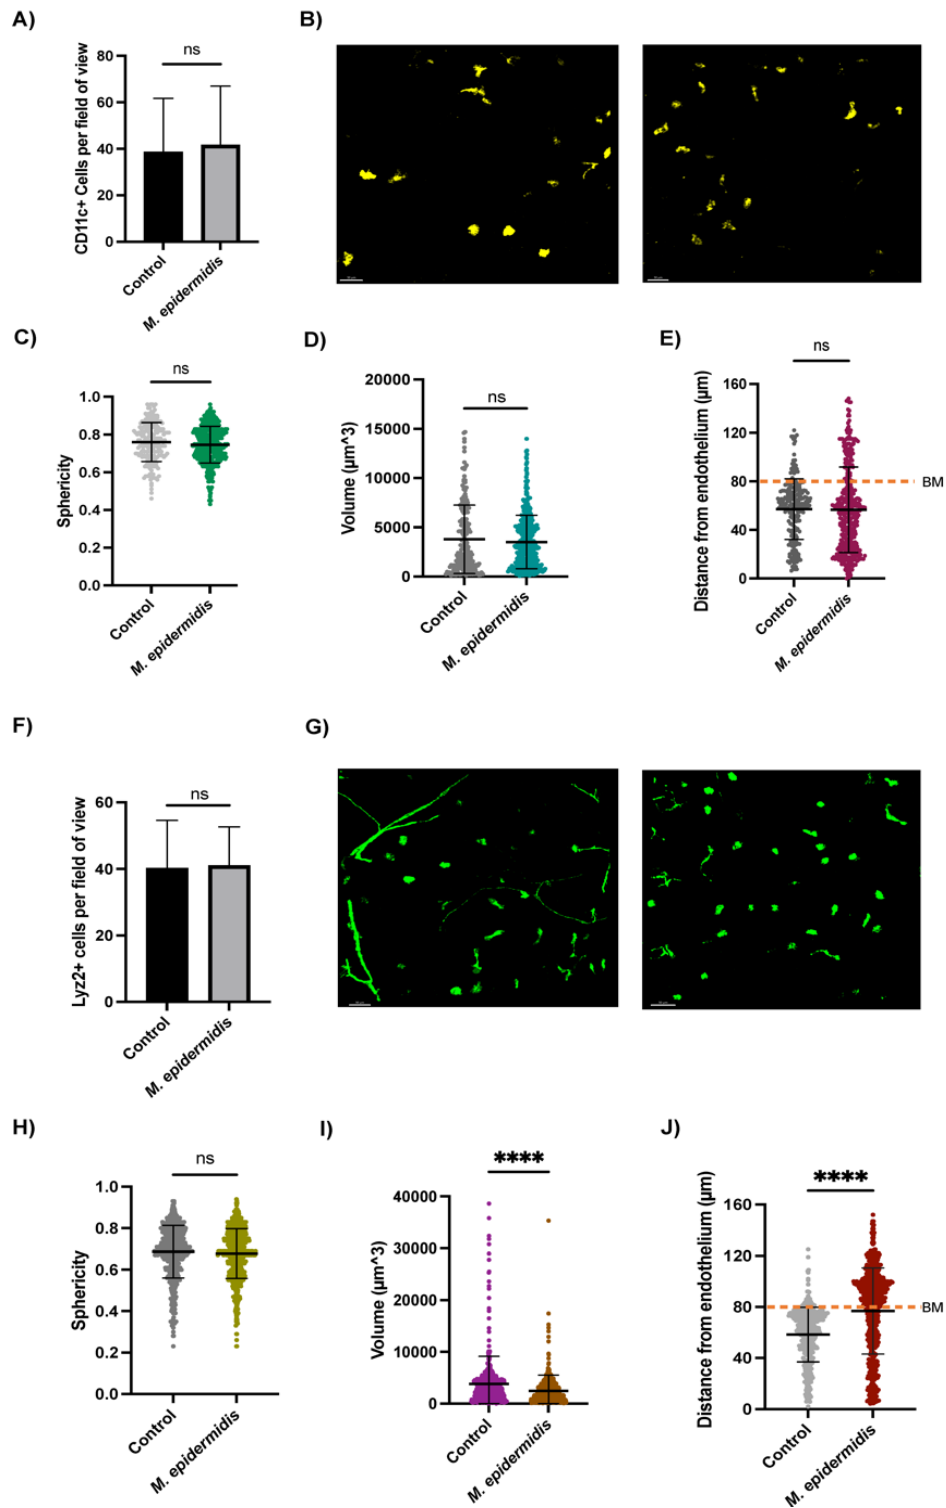 A)
CD11c+ Cells per field of view
80
60
40
20
0
ns
Control
M. epidermidis
B)
C)
Sphericity
1.0
0.8
0.6
0.4
0.2
0.0
ns
Control
M. epidermidis
D)
Volume (µm^3)
20000
15000
10000
5000
0
ns
Control
M. epidermidis
E)
Distance from endothelium (µm)
160
120
80
40
0
ns
BM
Control
M. epidermidis
F)
Lyz2+ cells per field of view
60
40
20
0
ns
Control
M. epidermidis
G)
H)
Sphericity
1.0
0.8
0.6
0.4
0.2
0.0
ns
Control
M. epidermidis
I)
Volume (µm^3)
40000
30000
20000
10000
0
****
Control
M. epidermidis
J)
Distance from endothelium (µm)
160
120
80
40
0
****
BM
Control
M. epidermidis